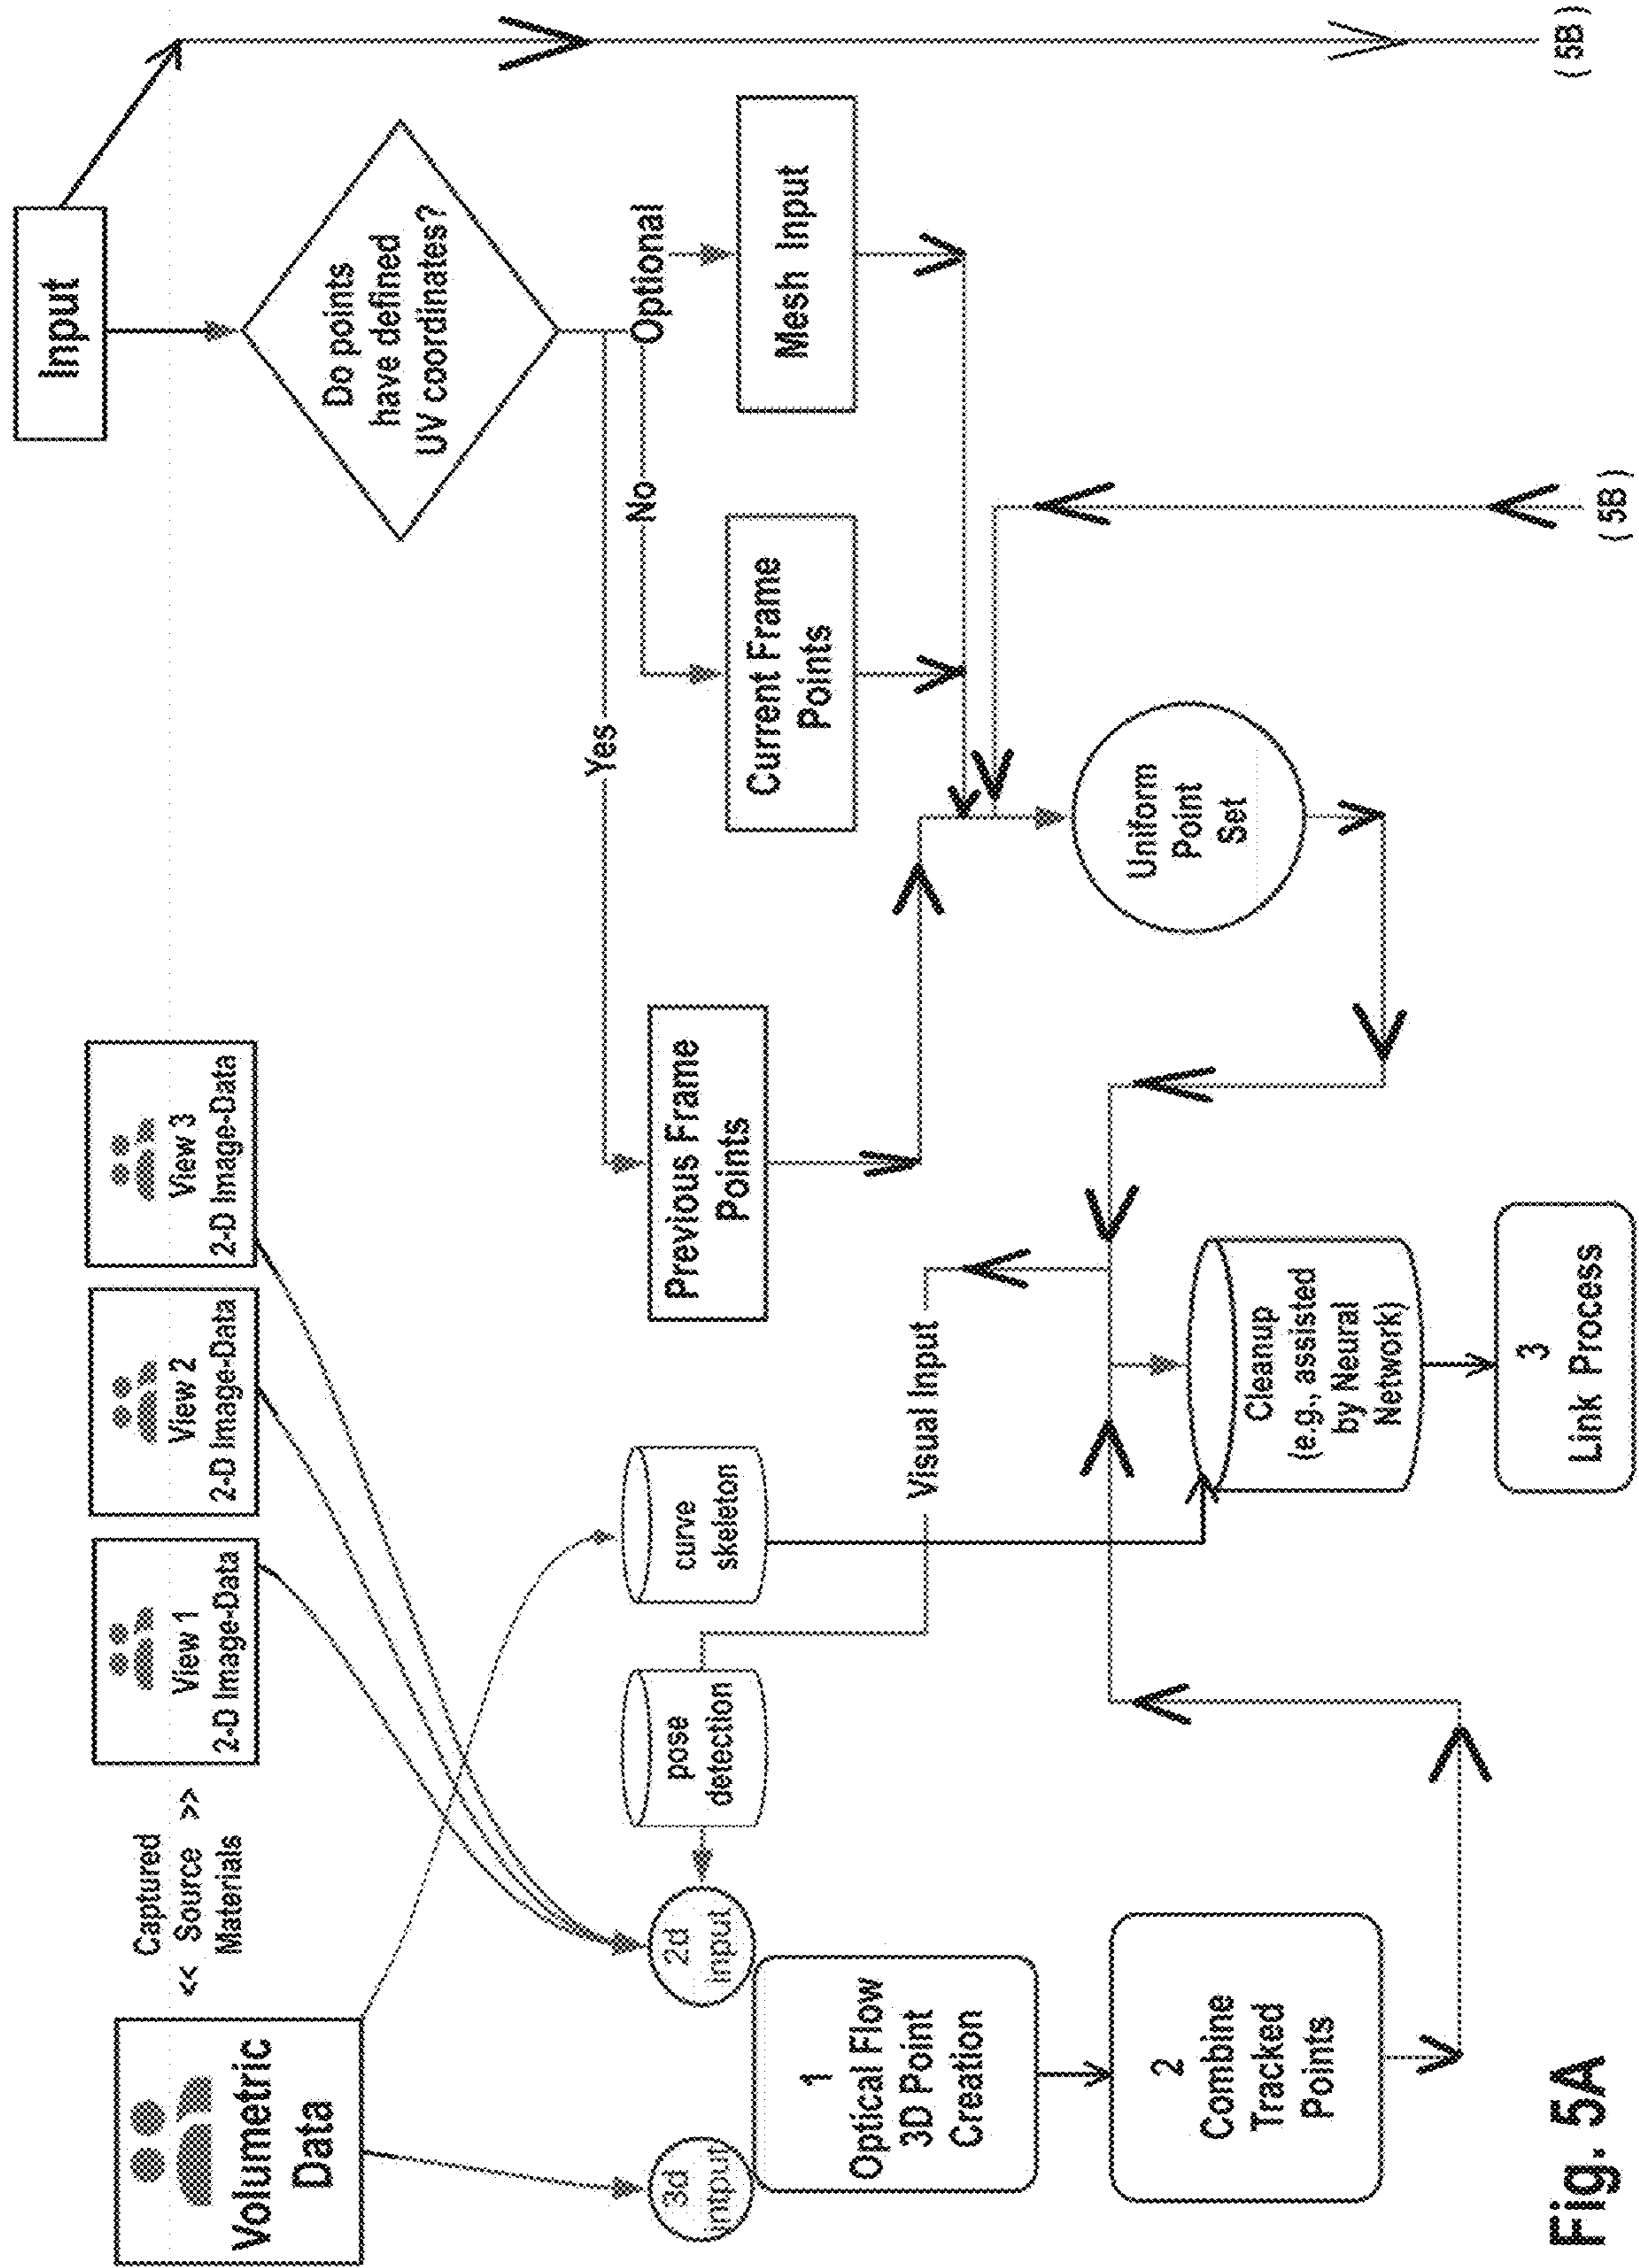 Volumetric
Data
Captured
<< Source >>
Materials
View 1
2-D Image-Data
View 2
2-D Image-Data
View 3
2-D Image-Data
Input
Do points
have defined
UV coordinates?
Yes
No
Optional
3d
intput
2d
input
pose
detection
curve
skeleton
Previous Frame
Points
Current Frame
Points
Mesh Input
1
Optical Flow
3D Point
Creation
Visual Input
Uniform
Point
Set
2
Combine
Tracked
Points
Cleanup
(e.g., assisted
by Neural
Network)
3
Link Process
( 5B )
( 5B )
Fig. 5A